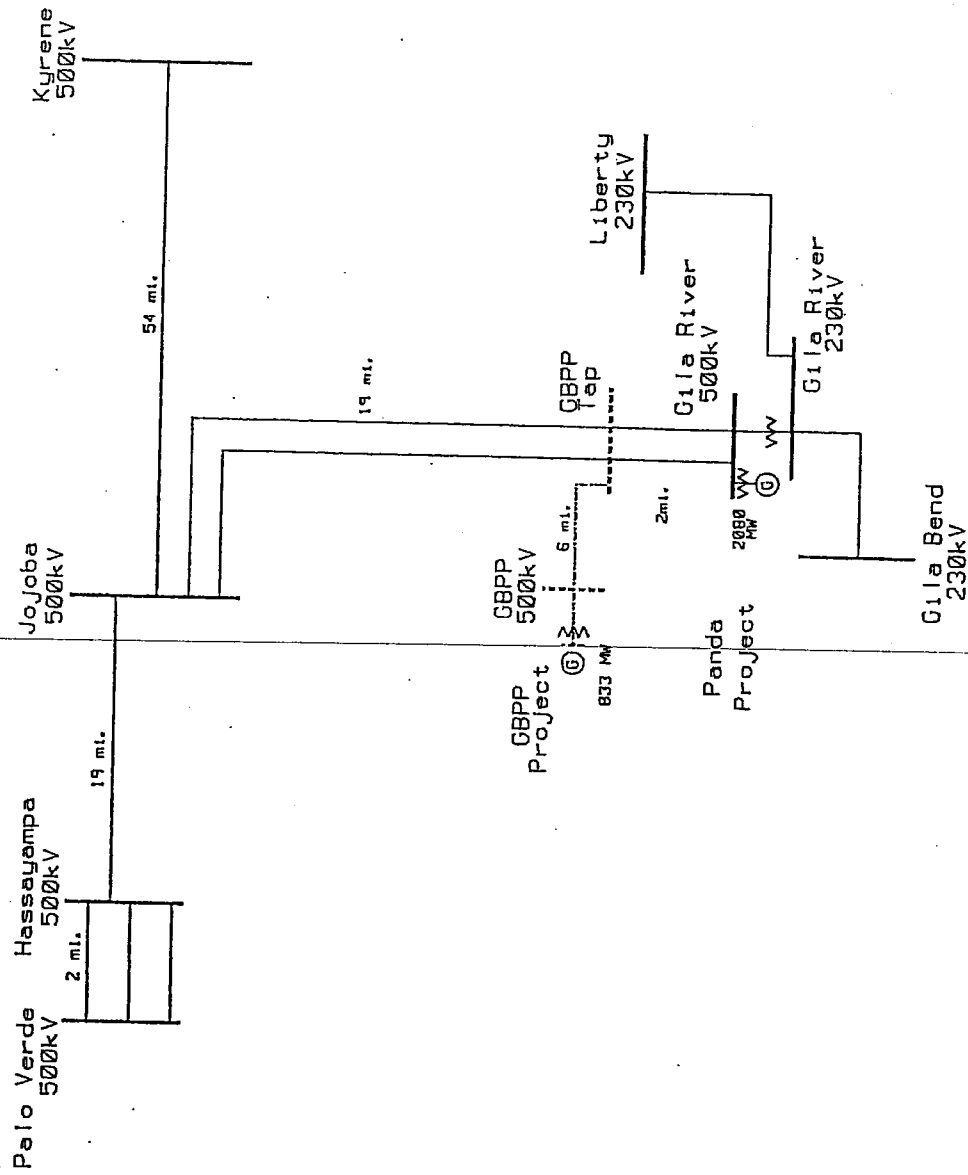 Palo Verde
500kV
2 mi.
Hassayampa
500kV
19 mi.
Jojoba
500kV
54 mi.
Kyrene
500kV
19 mi.
GBPP
Project
G
833 MW
GBPP
500kV
6 mi.
GBPP
Tap
2mi.
Panda
Project
2080
MW
G
Gila River
500kV
Liberty
230kV
Gila River
230kV
Gila Bend
230kV